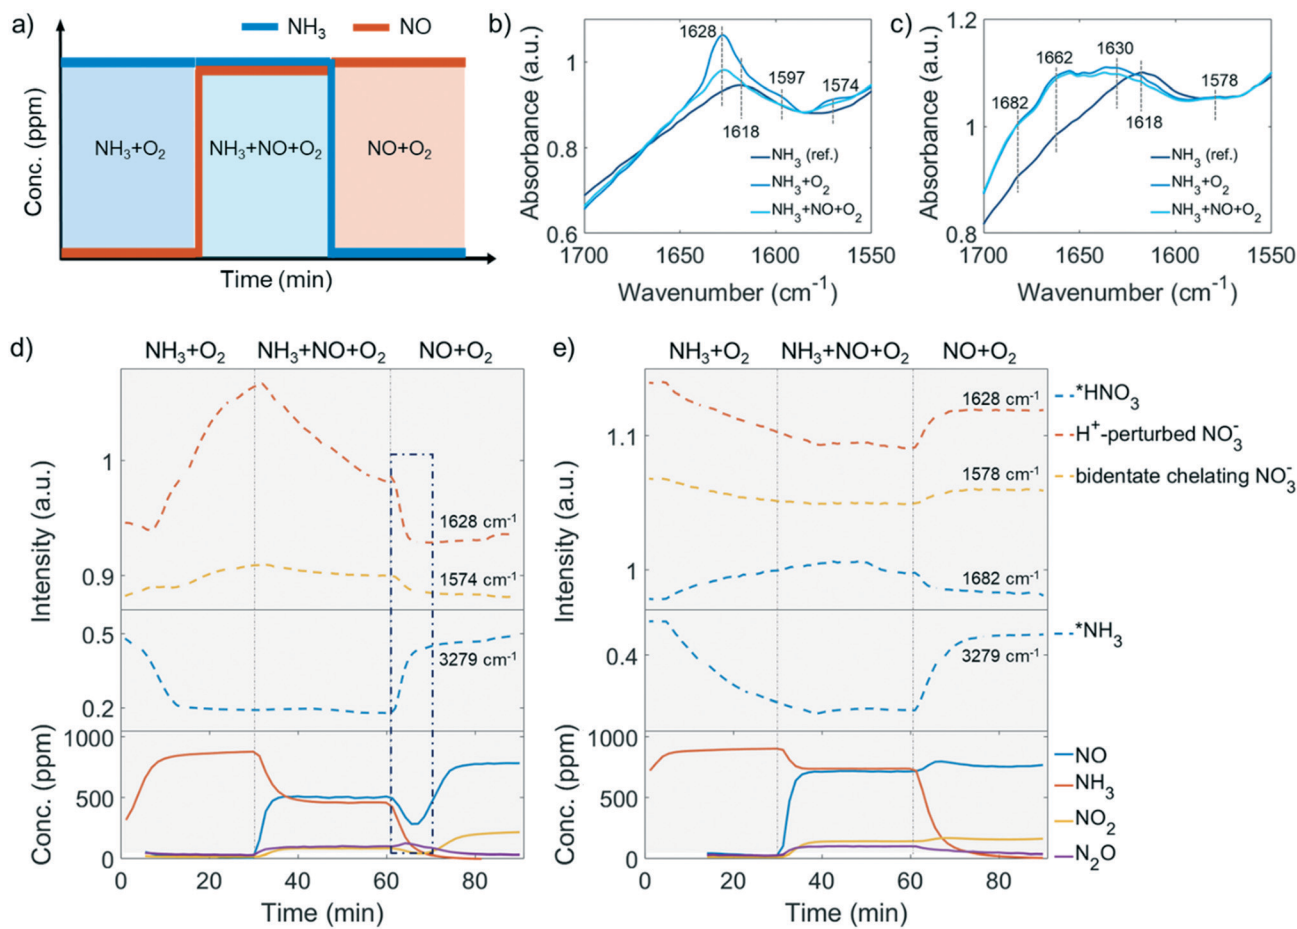 a)
NH₃ NO
Conc. (ppm)
NH₃+O₂ NH₃+NO+O₂ NO+O₂
Time (min)
b)
Absorbance (a.u.)
1
0.8
0.6
1628
1597
1574
1618
NH₃ (ref.)
NH₃+O₂
NH₃+NO+O₂
1700 1650 1600 1550
Wavenumber (cm⁻¹)
c)
Absorbance (a.u.)
1.2
1
0.8
1662 1630
1682
1578
1618
NH₃ (ref.)
NH₃+O₂
NH₃+NO+O₂
1700 1650 1600 1550
Wavenumber (cm⁻¹)
d)
NH₃+O₂ NH₃+NO+O₂ NO+O₂
Intensity (a.u.)
1
0.9
0.5
0.2
1628 cm⁻¹
1574 cm⁻¹
3279 cm⁻¹
Conc. (ppm)
1000
500
0
0 20 40 60 80
Time (min)
e)
NH₃+O₂ NH₃+NO+O₂ NO+O₂
Intensity (a.u.)
1.1
1
0.4
1628 cm⁻¹
1578 cm⁻¹
1682 cm⁻¹
3279 cm⁻¹
Conc. (ppm)
1000
500
0
0 20 40 60 80
Time (min)
*HNO₃
H⁺-perturbed NO₃⁻
bidentate chelating NO₃⁻
*NH₃
NO
NH₃
NO₂
N₂O